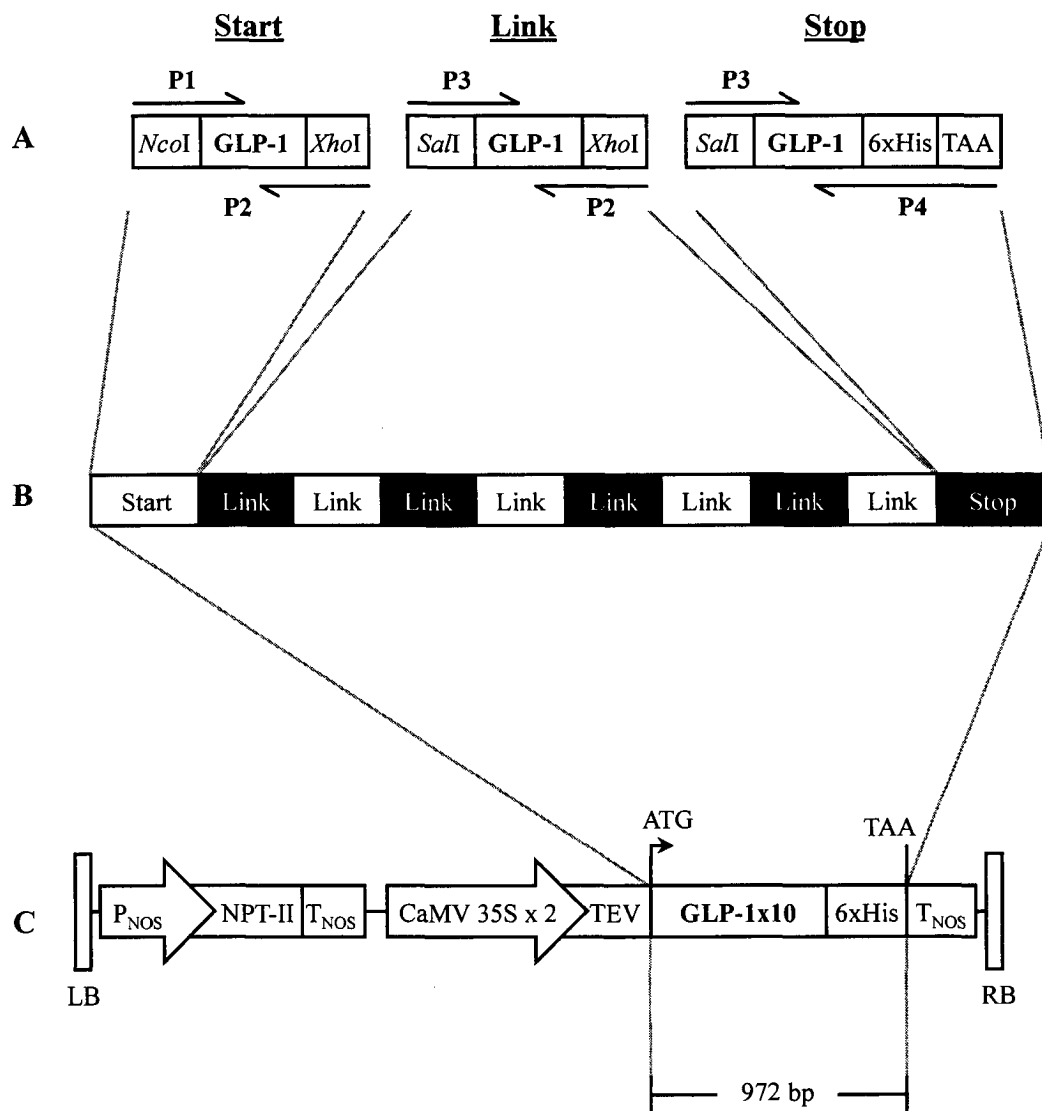 Start Link Stop
P1 P3 P3
A NcoI GLP-1 XhoI SalI GLP-1 XhoI SalI GLP-1 6xHis TAA
P2 P2 P4
B Start Link Link Link Link Link Link Link Link Stop
ATG TAA
C PNOS NPT-II TNOS CaMV 35S x 2 TEV GLP-1x10 6xHis TNOS
LB RB
972 bp